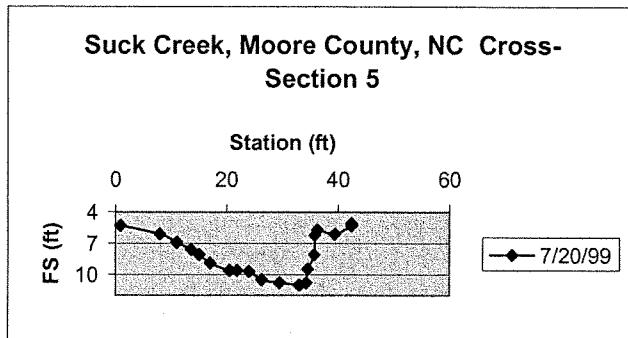 Suck Creek, Moore County, NC Cross-
Section 5
Station (ft)
0 20 40 60
4
7
10
FS (ft)
7/20/99